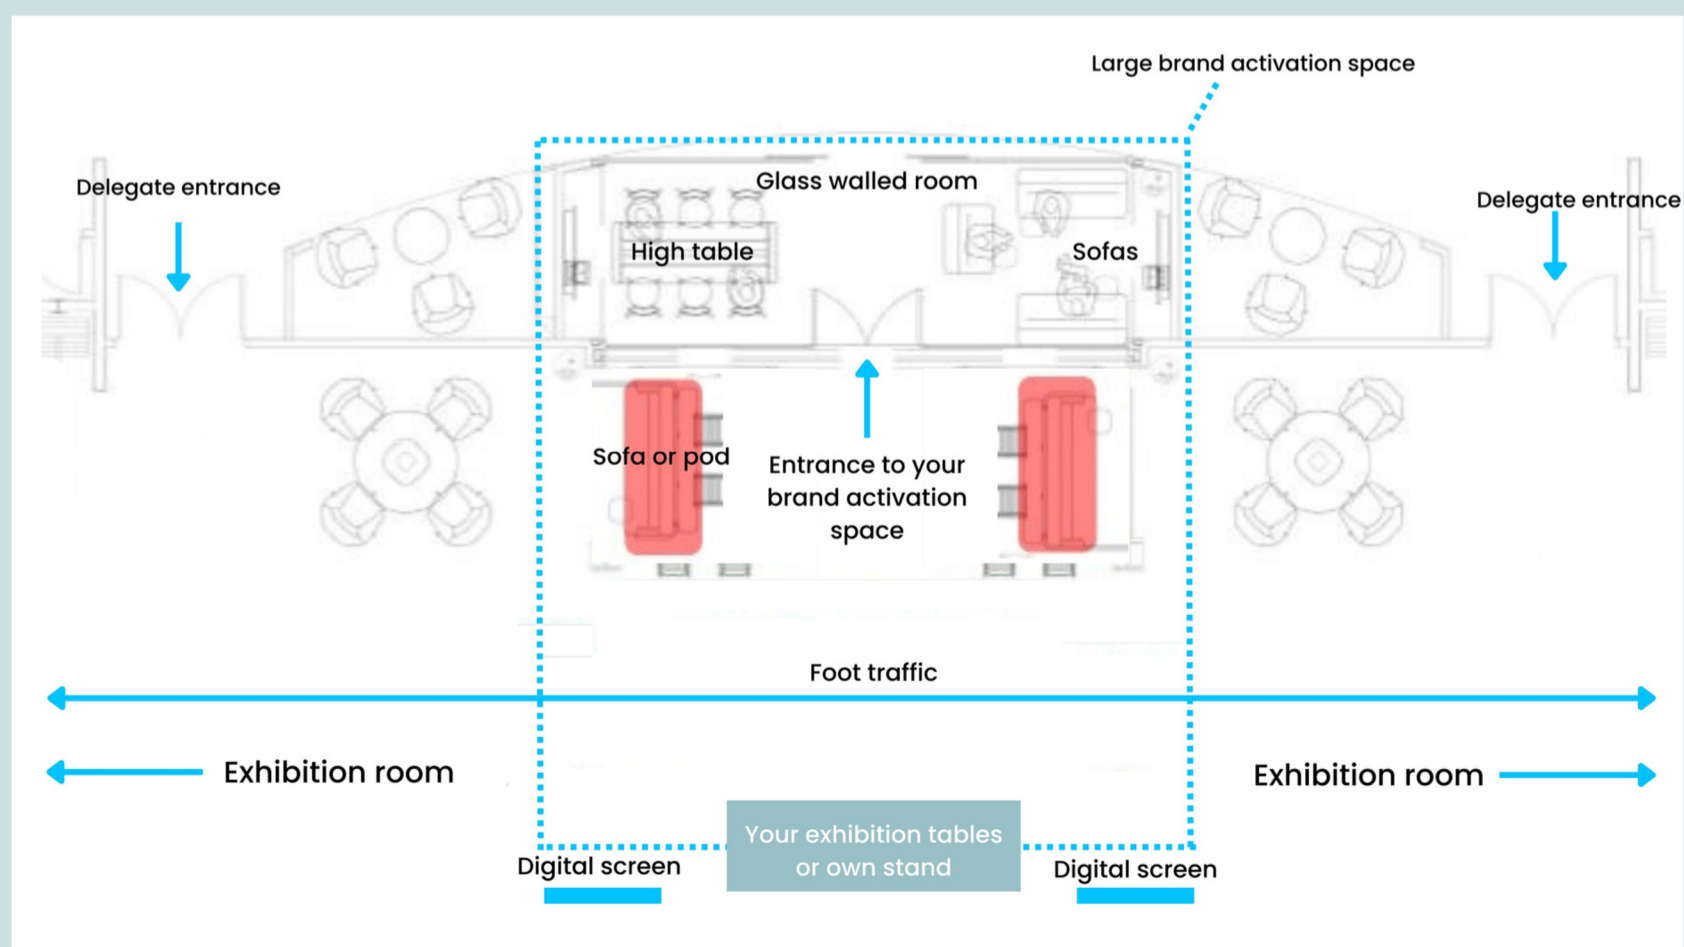 Large brand activation space
Delegate entrance
Glass walled room
Delegate entrance
High table
Sofas
Sofa or pod
Entrance to your
brand activation
space
Foot traffic
Exhibition room
Exhibition room
Your exhibition tables
or own stand
Digital screen
Digital screen